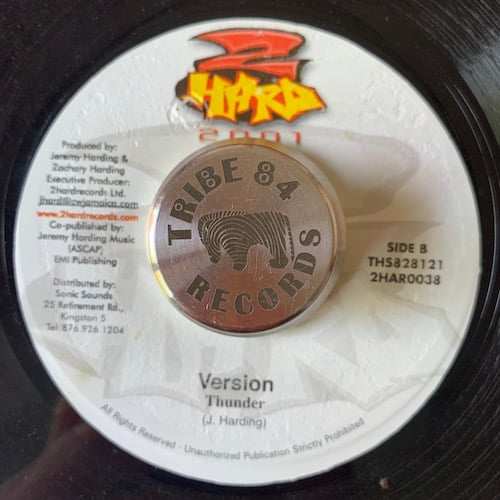 2
HARD
2001
TRIBE 84
RECORDS
Produced by:
Jeremy Harding &
Zachary Harding
Executive Producer:
2hardrecords Ltd.
jhard@cwjamaica.com
www.2hardrecords.com
Co-published by:
Jeremy Harding Music
(ASCAP)
EMI Publishing
Distributed by:
Sonic Sounds
25 Retirement Rd.,
Kingston 5
Tel: 876.926.1204
SIDE B
THS828121
2HAR0038
Version
Thunder
(J. Harding)
All Rights Reserved - Unauthorized Publication Strictly Prohibited